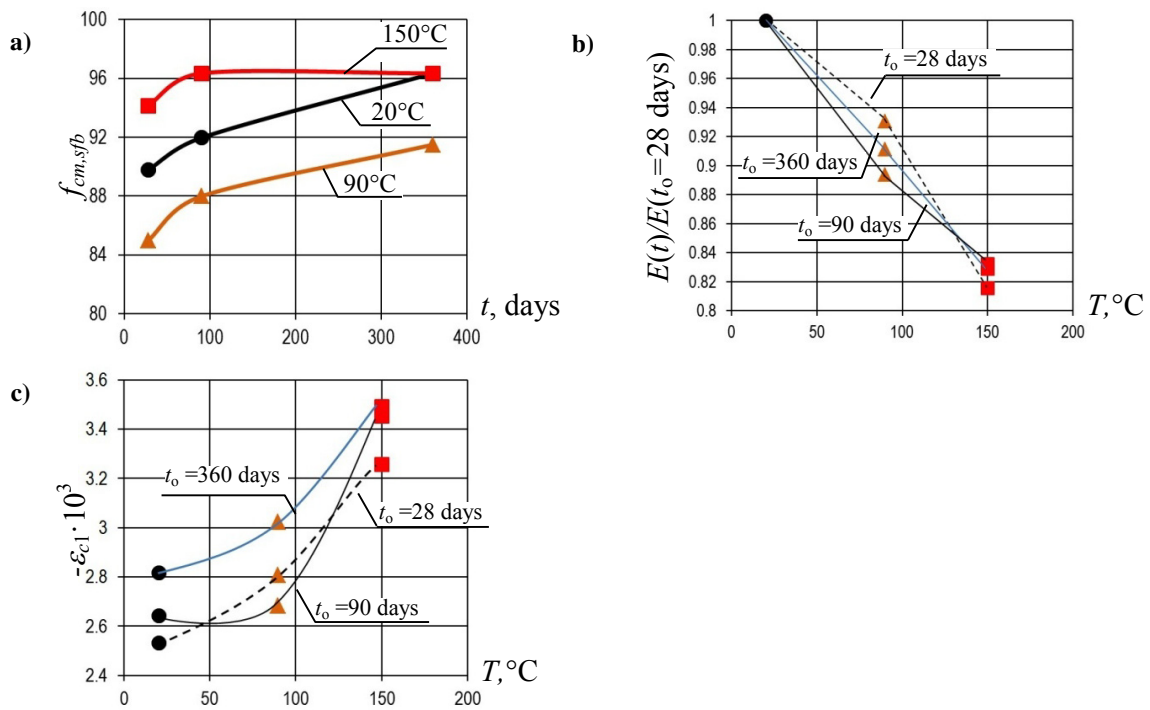 a)
f_cm,sfb
100
96
92
88
84
80
0
100
200
300
400
t, days
150°C
20°C
90°C
b)
E(t)/E(t_o=28 days)
1
0.98
0.96
0.94
0.92
0.9
0.88
0.86
0.84
0.82
0.8
0
50
100
150
200
T,°C
t_o =28 days
t_o =360 days
t_o =90 days
c)
-ε_c1·10³
3.6
3.4
3.2
3
2.8
2.6
2.4
0
50
100
150
200
T,°C
t_o =360 days
t_o =28 days
t_o =90 days